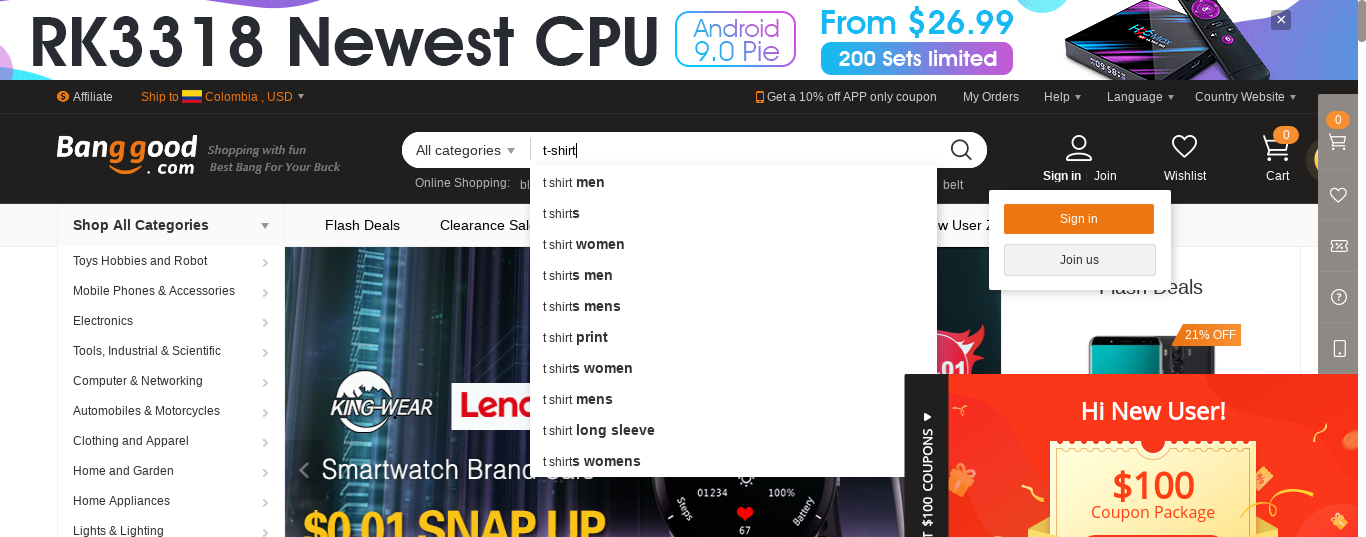 RK3318 Newest CPU
Android
9.0 Pie
From $26.99
200 Sets limited
Affiliate
Ship to Colombia , USD
Get a 10% off APP only coupon
My Orders
Help
Language
Country Website
Banggood.com
Shopping with fun
Best Bang For Your Buck
All categories
t-shirt
0
0
Online Shopping:
belt
Sign in
Join
Wishlist
Cart
t shirt men
t shirts
t shirt women
t shirts men
t shirts mens
t shirt print
t shirts women
t shirt mens
t shirt long sleeve
t shirts womens
Sign in
Join us
Shop All Categories
Flash Deals
Clearance
User
Toys Hobbies and Robot
Mobile Phones & Accessories
Electronics
Tools, Industrial & Scientific
Computer & Networking
Automobiles & Motorcycles
Clothing and Apparel
Home and Garden
Home Appliances
Lights & Lighting
KING-WEAR
Smartwatch Brand
$0.01 SNAP UP
01234
100%
Steps
Battery
67
Flash Deals
21% OFF
$100 COUPONS
Hi New User!
$100
Coupon Package